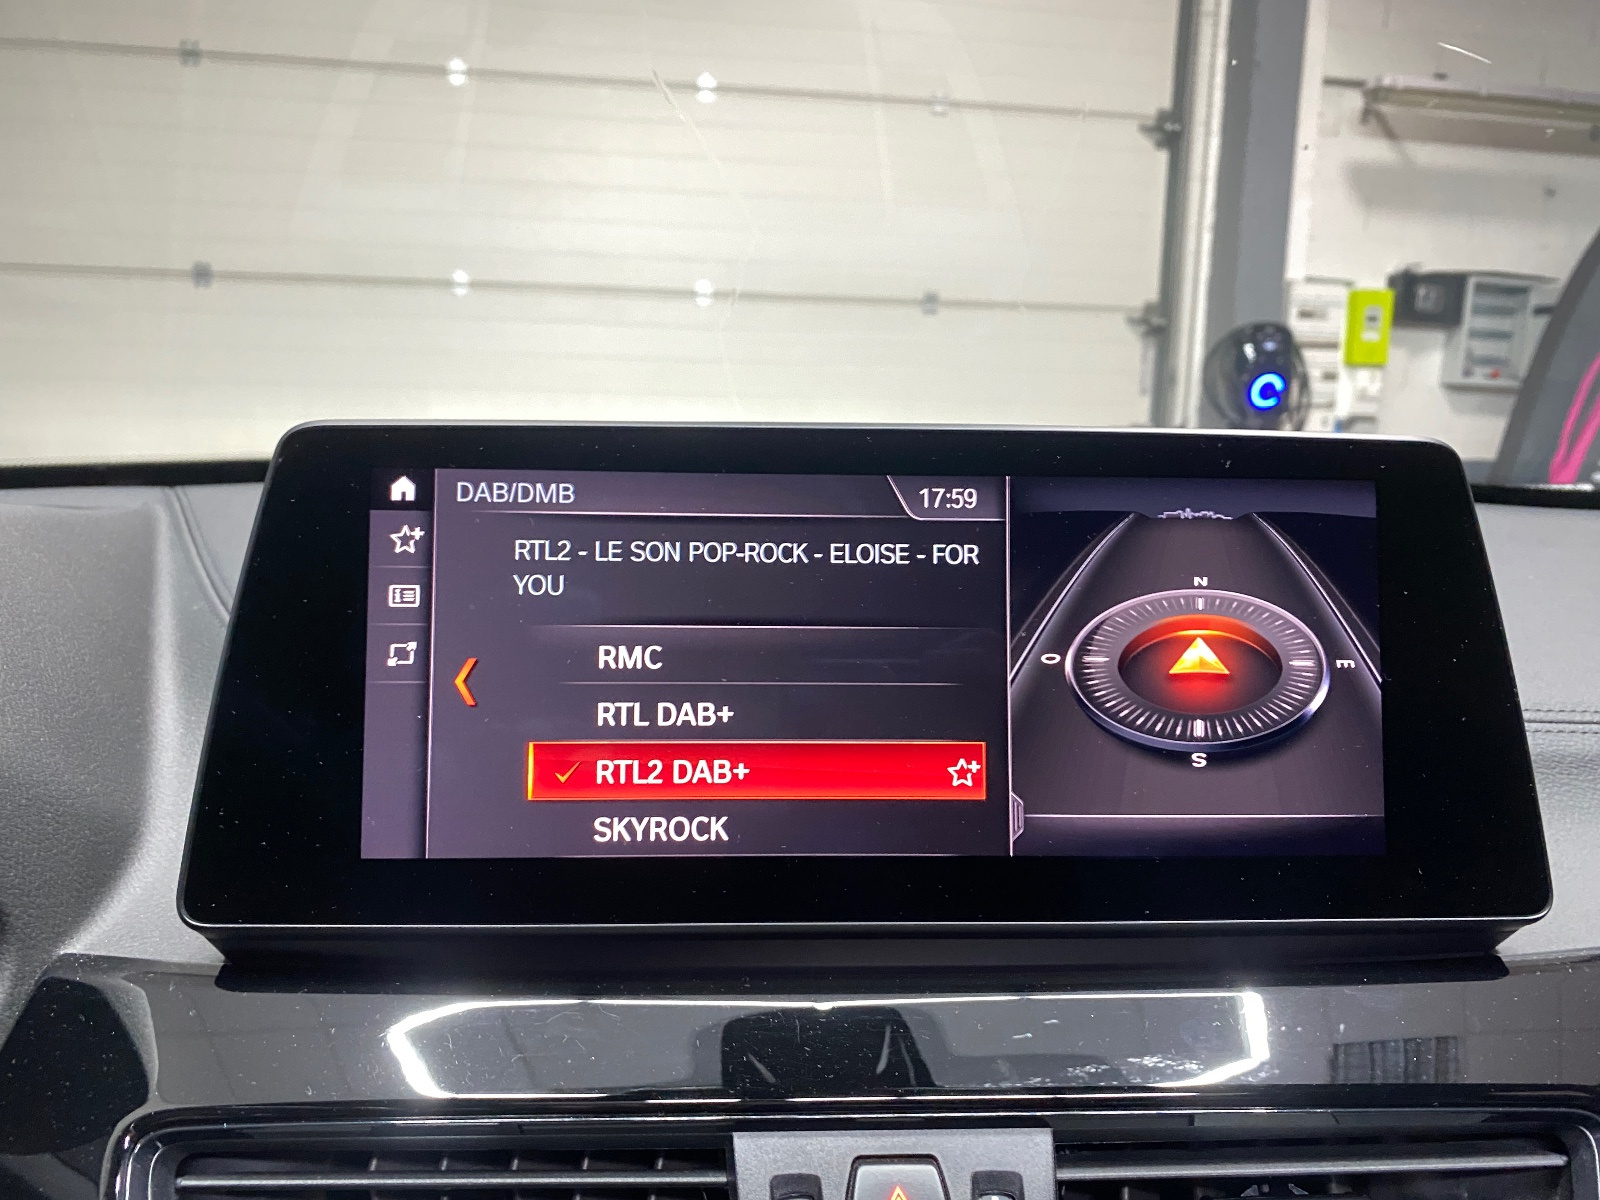 DAB/DMB
17:59
RTL2 - LE SON POP-ROCK - ELOISE - FOR
YOU
RMC
RTL DAB+
RTL2 DAB+
SKYROCK
N
O
E
S